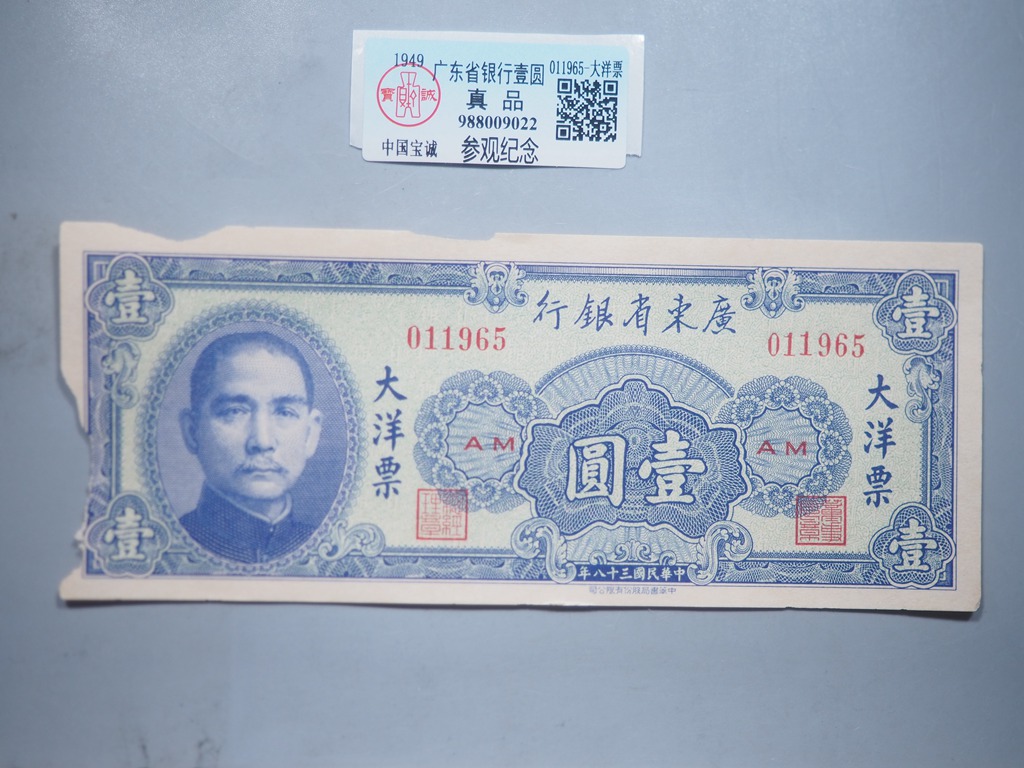 1949 广东省银行壹圆 011965-大洋票
寶誠
真品
988009022
中国宝诚 参观纪念
壹 壹
行銀省東廣
011965 011965
大洋票 大洋票
AM AM
圓壹
壹 壹
年八十三國民華中